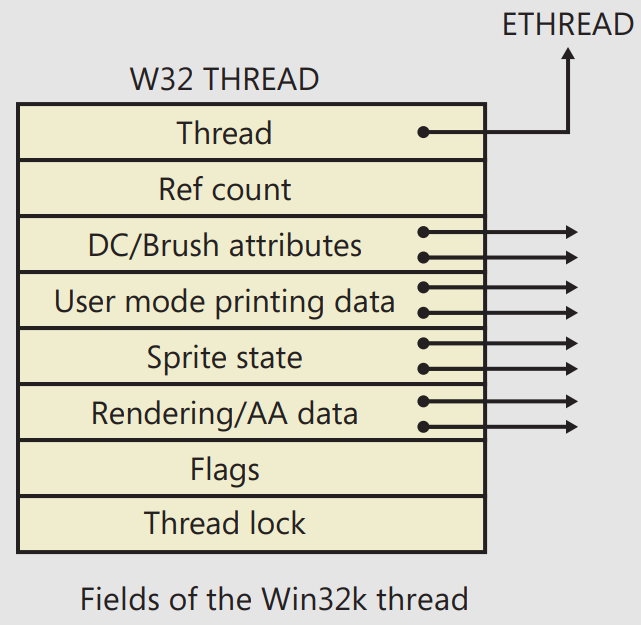 ETHREAD
W32 THREAD
Thread
Ref count
DC/Brush attributes
User mode printing data
Sprite state
Rendering/AA data
Flags
Thread lock
Fields of the Win32k thread